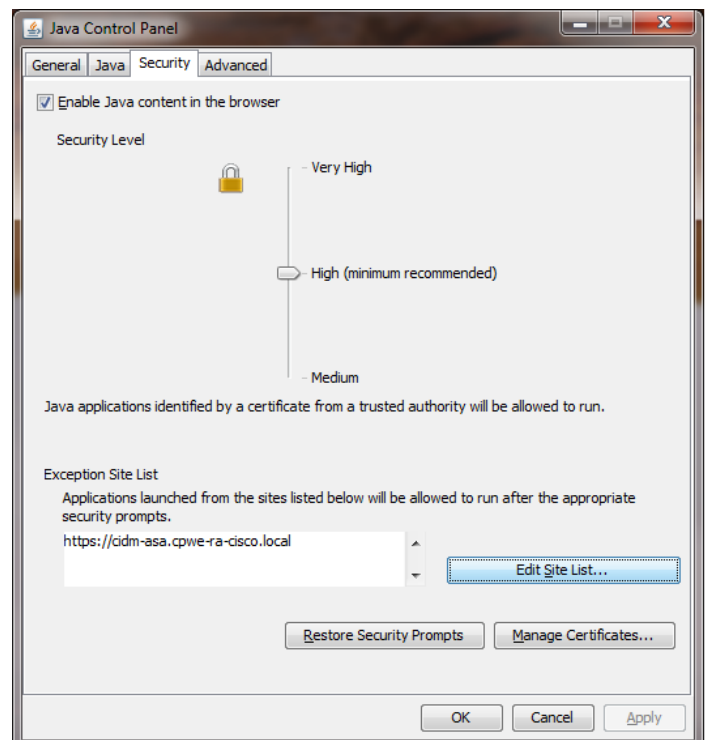 Java Control Panel
General Java Security Advanced
Enable Java content in the browser
Security Level
Very High
High (minimum recommended)
Medium
Java applications identified by a certificate from a trusted authority will be allowed to run.
Exception Site List
Applications launched from the sites listed below will be allowed to run after the appropriate
security prompts.
https://cidm-asa.cpwe-ra-cisco.local
Edit Site List...
Restore Security Prompts Manage Certificates...
OK Cancel Apply